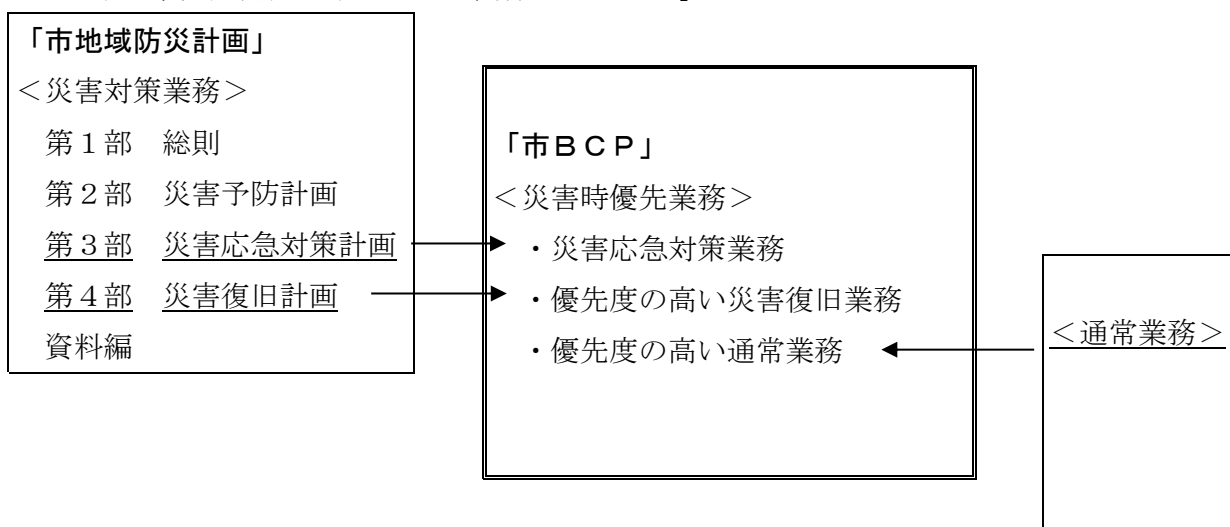 「市地域防災計画」
＜災害対策業務＞
第１部　総則
第２部　災害予防計画
第３部　災害応急対策計画
第４部　災害復旧計画
資料編
「市ＢＣＰ」
＜災害時優先業務＞
・災害応急対策業務
・優先度の高い災害復旧業務
・優先度の高い通常業務
＜通常業務＞